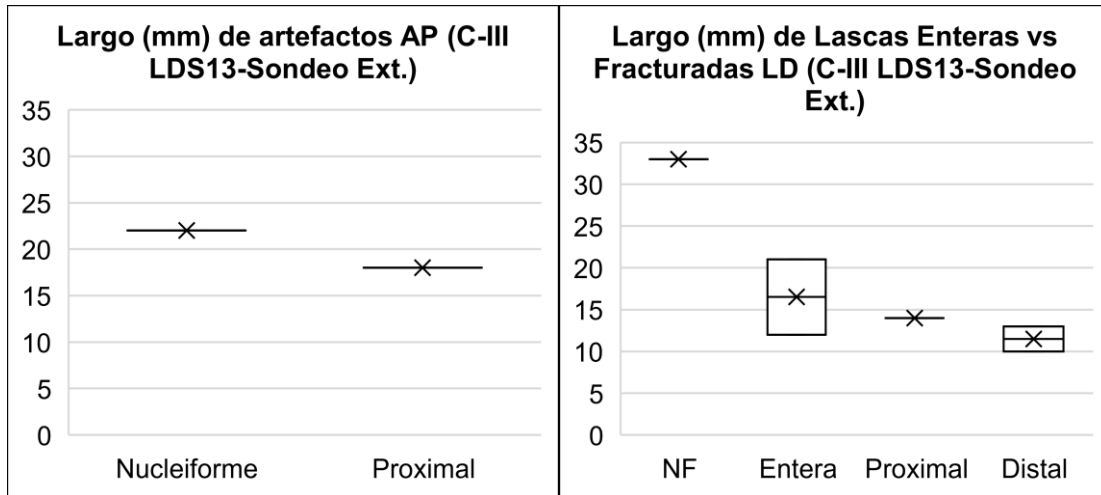 Largo (mm) de artefactos AP (C-III
LDS13-Sondeo Ext.)
35
30
25
20
15
10
5
0
Nucleiforme Proximal
Largo (mm) de Lascas Enteras vs
Fracturadas LD (C-III LDS13-Sondeo
Ext.)
35
30
25
20
15
10
5
0
NF Entera Proximal Distal